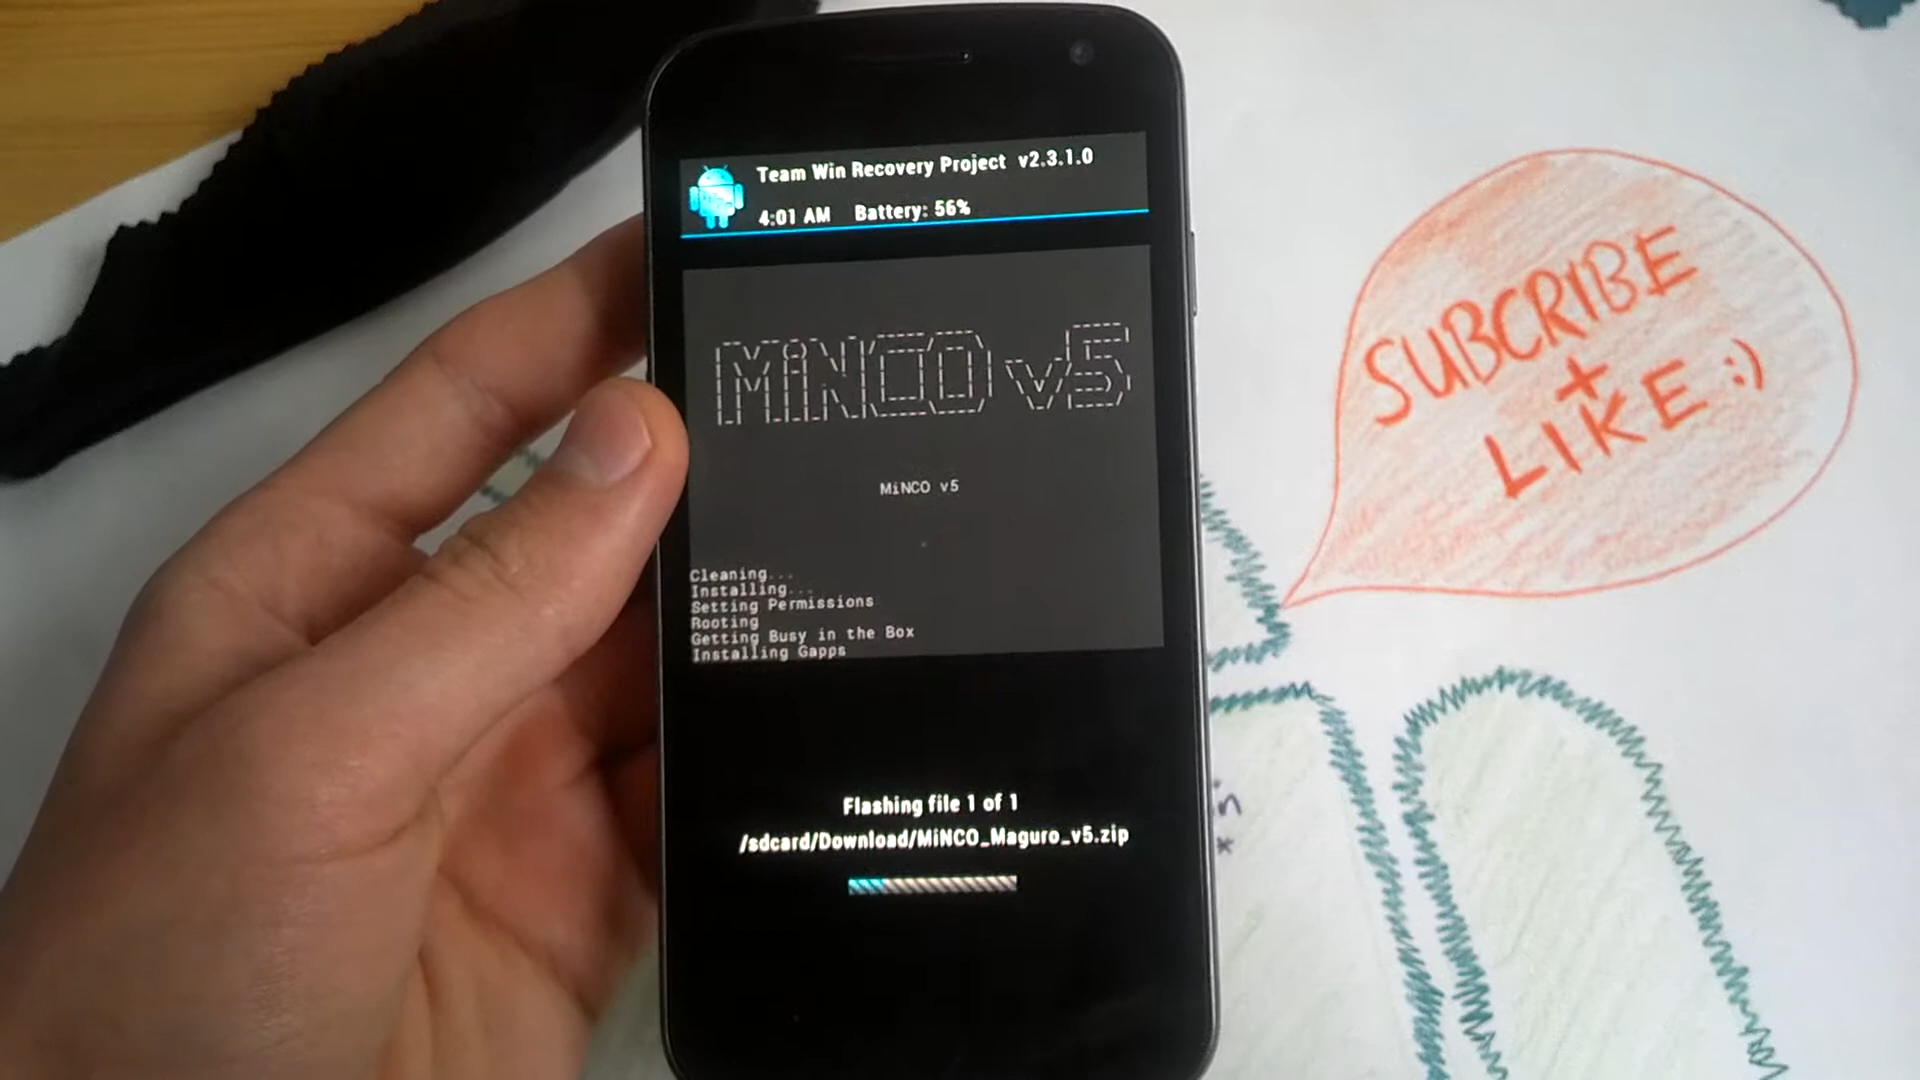 Team Win Recovery Project v2.3.1.0
4:01 AM Battery: 56%
MiNCO v5
MiNCO v5
Cleaning...
Installing...
Setting Permissions
Rooting
Getting Busy in the Box
Installing Gapps
Flashing file 1 of 1
/sdcard/Download/MiNCO_Maguro_v5.zip
SUBCRIBE
+
LIKE :)